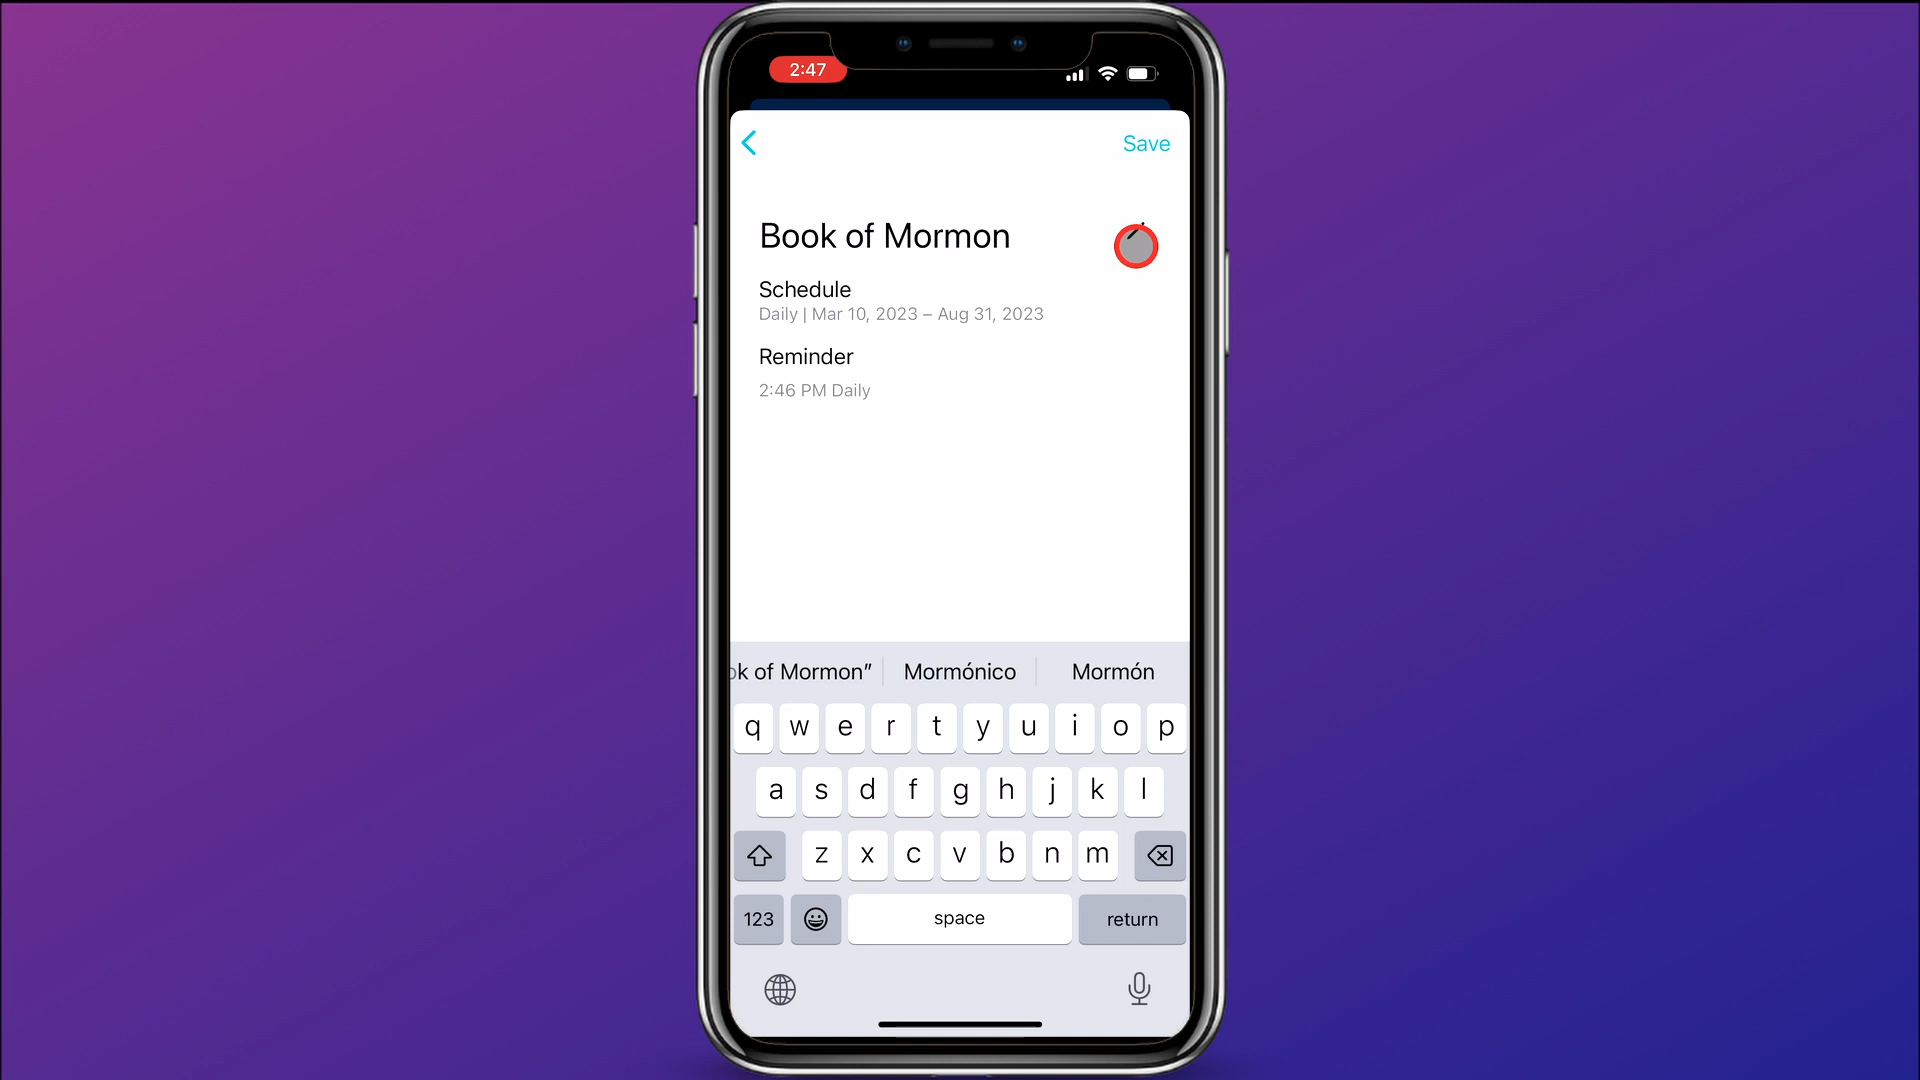 2:47
Save
Book of Mormon
Schedule
Daily | Mar 10, 2023 – Aug 31, 2023
Reminder
2:46 PM Daily
ok of Mormon” Mormónico Mormón
q w e r t y u i o p
a s d f g h j k l
z x c v b n m
123 space return